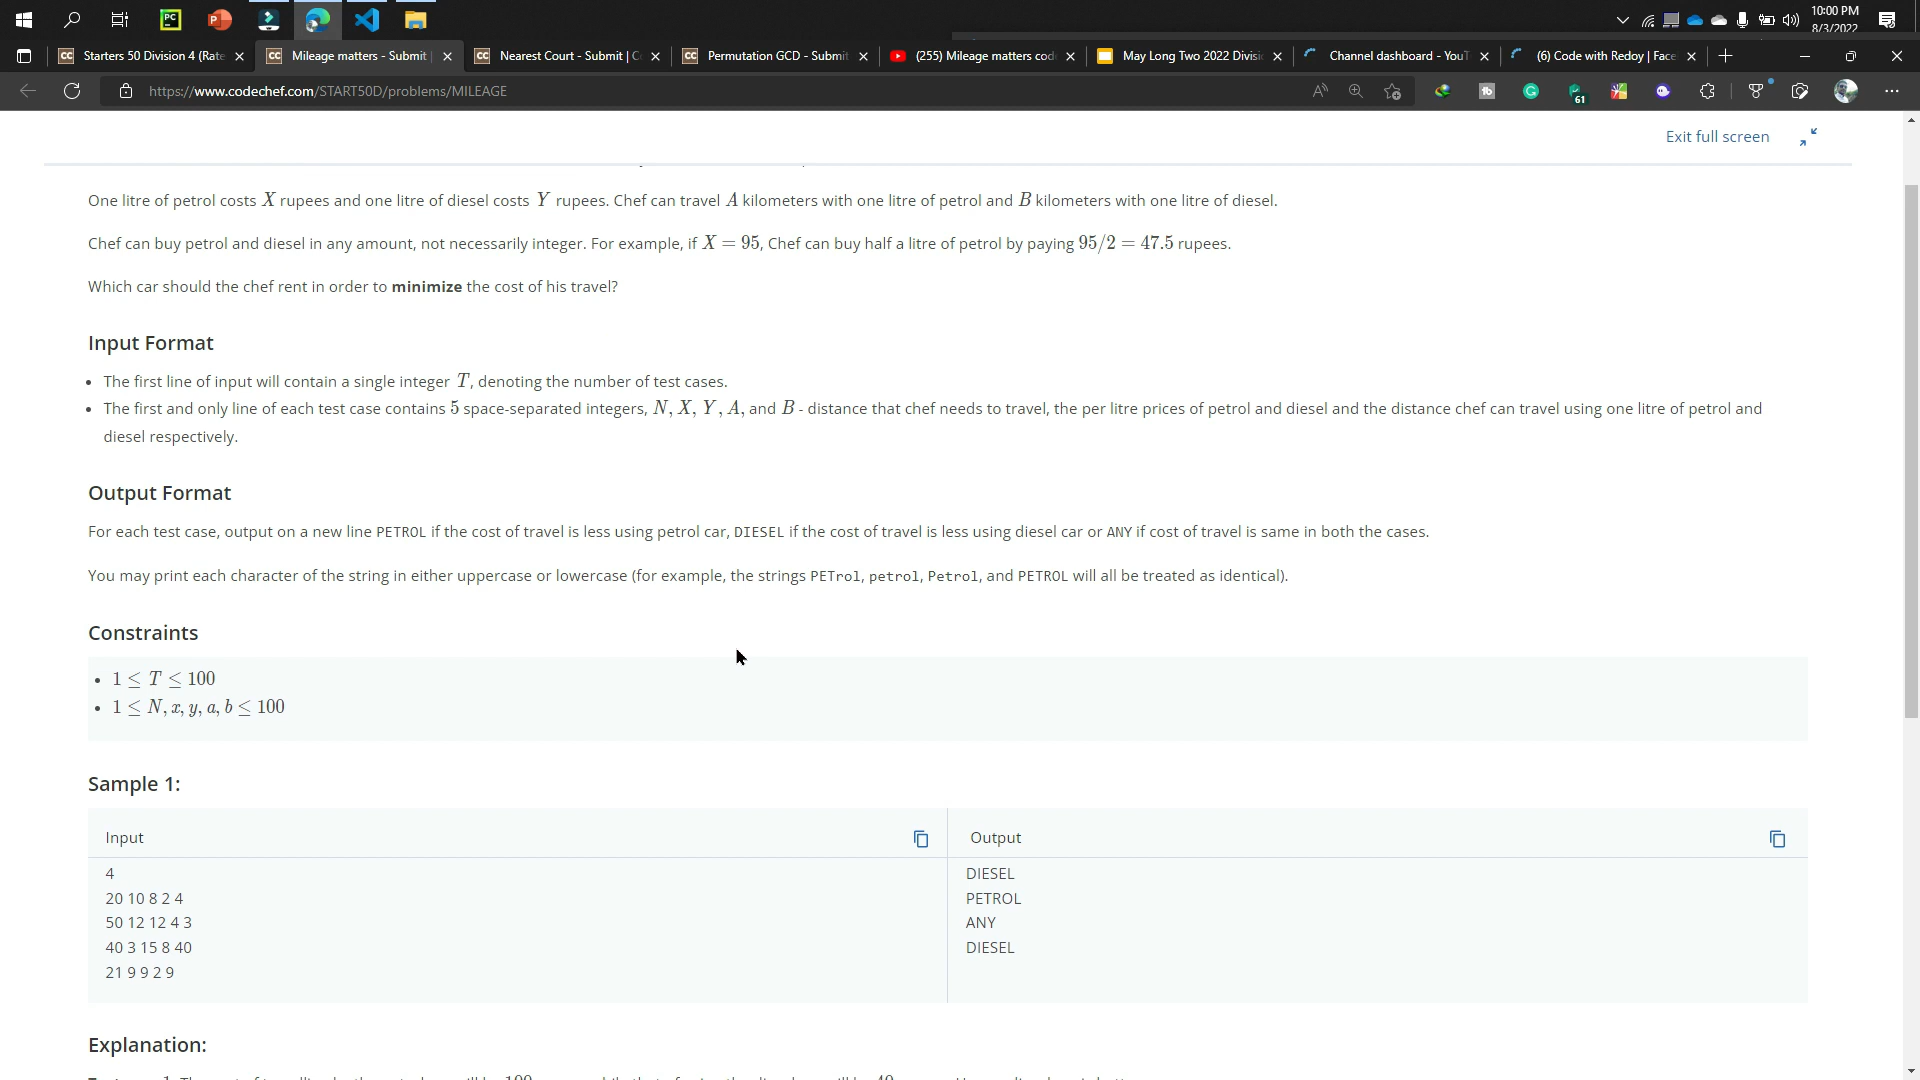 10:00 PM
8/3/2022
Starters 50 Division 4 (Rate
Mileage matters - Submit
Nearest Court - Submit | C
Permutation GCD - Submit
(255) Mileage matters cod
May Long Two 2022 Divisi
Channel dashboard - YouT
(6) Code with Redoy | Face
https://www.codechef.com/START50D/problems/MILEAGE
61
Exit full screen
One litre of petrol costs X rupees and one litre of diesel costs Y rupees. Chef can travel A kilometers with one litre of petrol and B kilometers with one litre of diesel.
Chef can buy petrol and diesel in any amount, not necessarily integer. For example, if X = 95, Chef can buy half a litre of petrol by paying 95/2 = 47.5 rupees.
Which car should the chef rent in order to minimize the cost of his travel?
Input Format
• The first line of input will contain a single integer T, denoting the number of test cases.
• The first and only line of each test case contains 5 space-separated integers, N, X, Y, A, and B - distance that chef needs to travel, the per litre prices of petrol and diesel and the distance chef can travel using one litre of petrol and
diesel respectively.
Output Format
For each test case, output on a new line PETROL if the cost of travel is less using petrol car, DIESEL if the cost of travel is less using diesel car or ANY if cost of travel is same in both the cases.
You may print each character of the string in either uppercase or lowercase (for example, the strings PETrol, petrol, Petrol, and PETROL will all be treated as identical).
Constraints
• 1 ≤ T ≤ 100
• 1 ≤ N, x, y, a, b ≤ 100
Sample 1:
Input
Output
4
20 10 8 2 4
50 12 12 4 3
40 3 15 8 40
21 9 9 2 9
DIESEL
PETROL
ANY
DIESEL
Explanation: